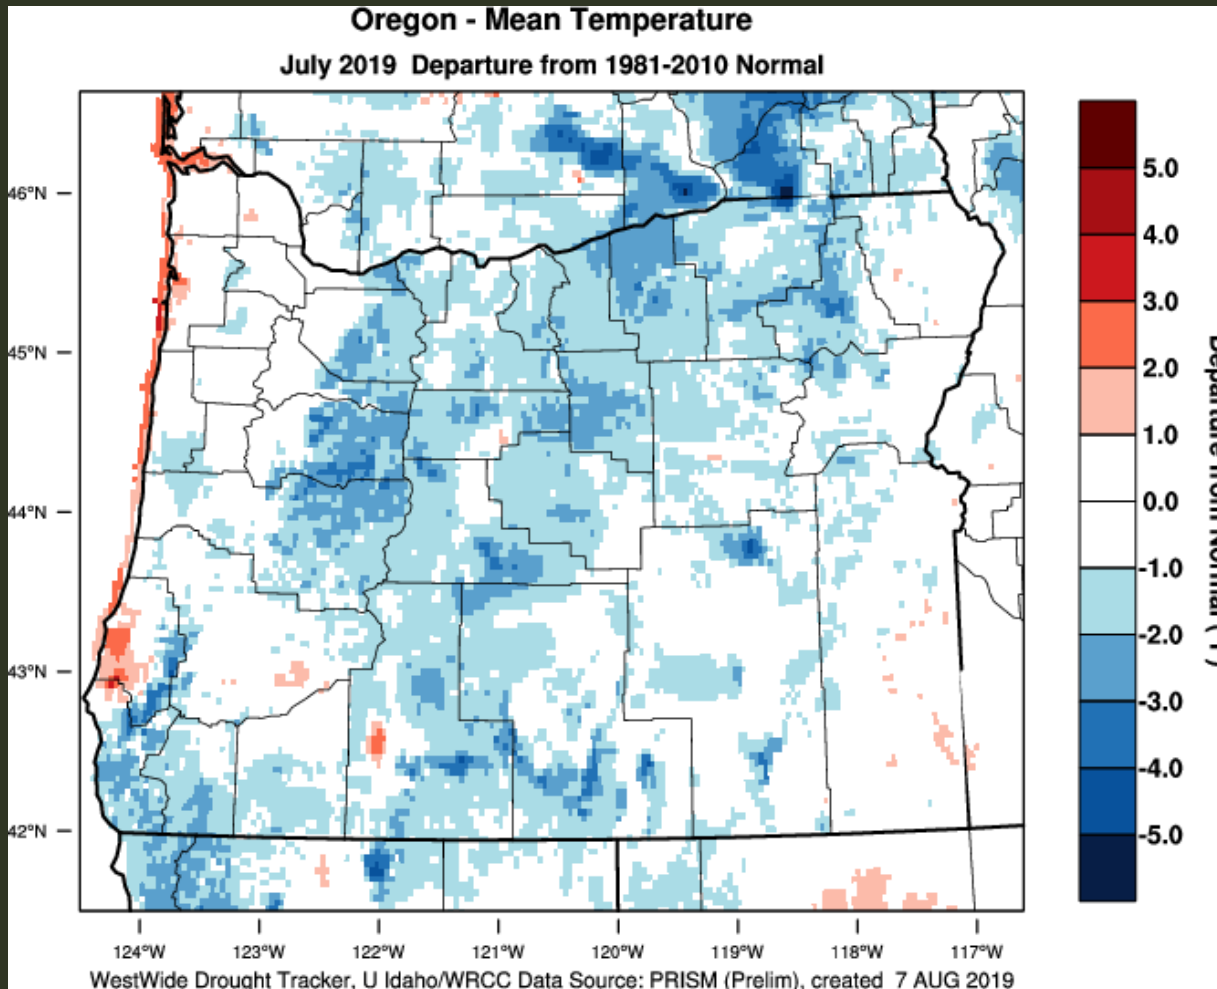 Oregon - Mean Temperature
July 2019 Departure from 1981-2010 Normal
46°N
45°N
44°N
43°N
42°N
124°W 123°W 122°W 121°W 120°W 119°W 118°W 117°W
5.0
4.0
3.0
2.0
1.0
0.0
-1.0
-2.0
-3.0
-4.0
-5.0
Departure from Normal (F)
WestWide Drought Tracker, U Idaho/WRCC Data Source: PRISM (Prelim), created 7 AUG 2019